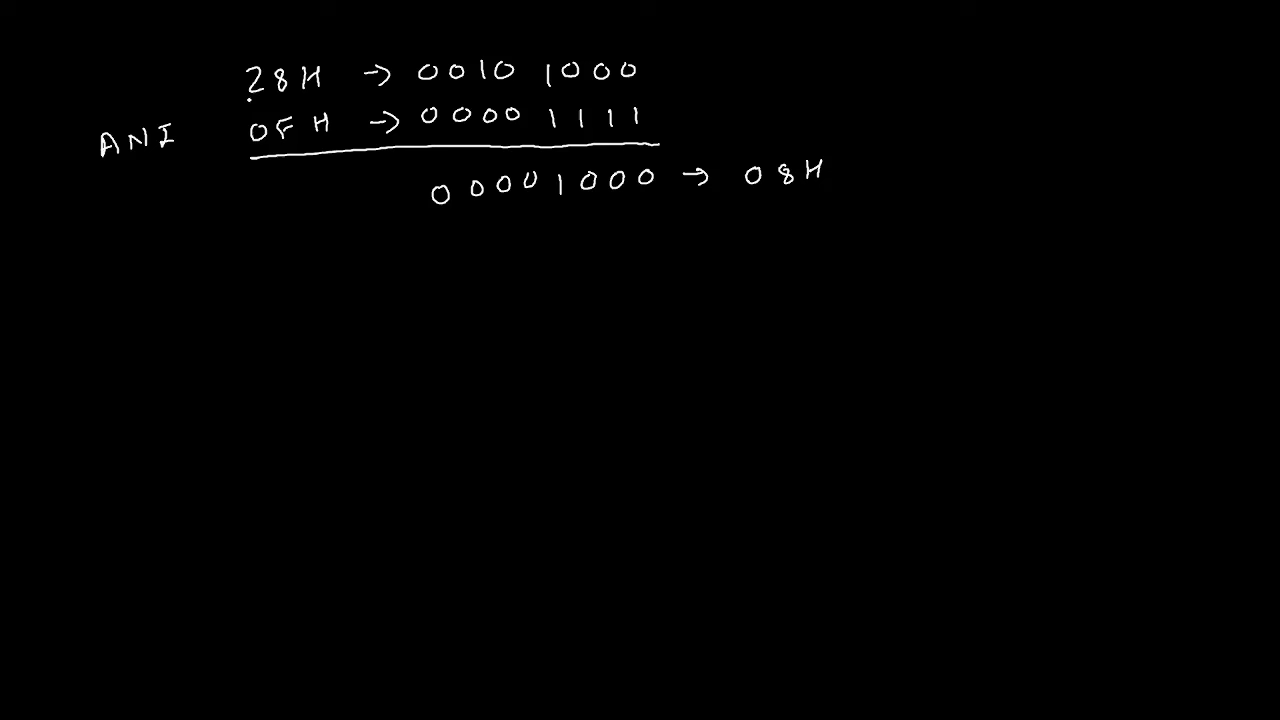 28H → 0010 1000
ANI 0FH → 0000 1111
00001000 → 08H